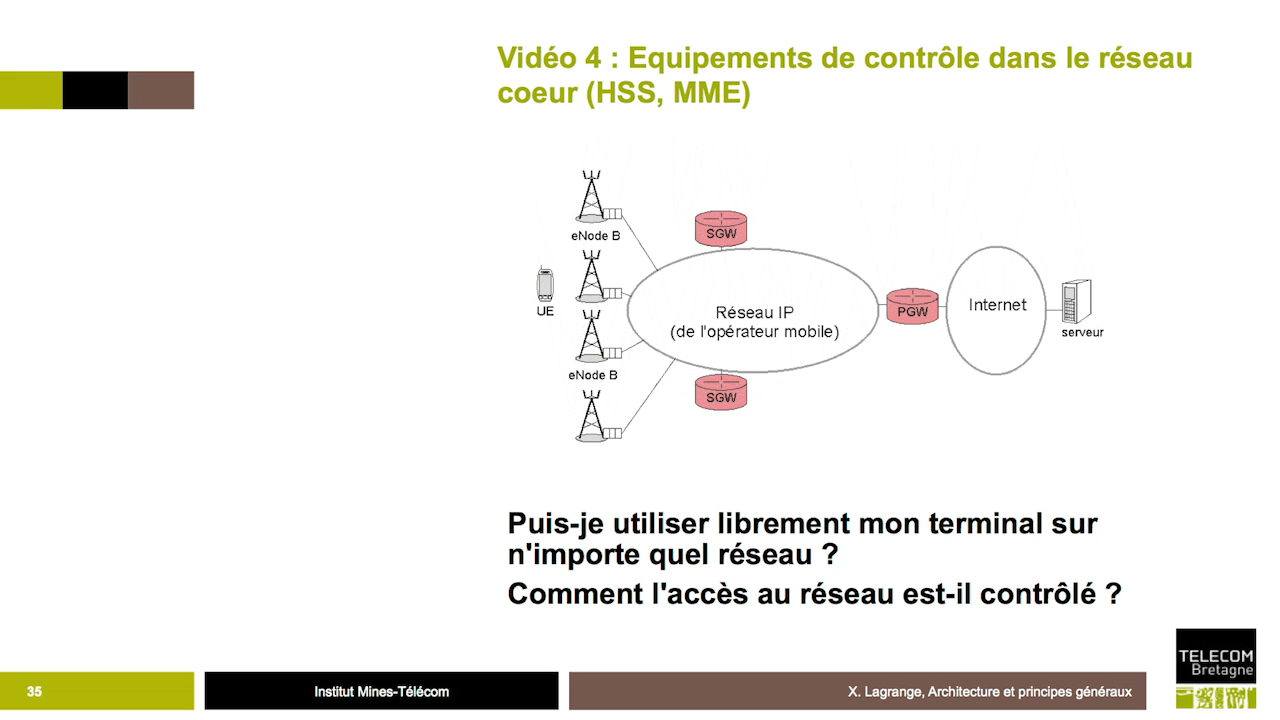 Vidéo 4 : Equipements de contrôle dans le réseau
coeur (HSS, MME)
eNode B
SGW
UE
Réseau IP
(de l'opérateur mobile)
PGW
Internet
serveur
eNode B
SGW
Puis-je utiliser librement mon terminal sur
n'importe quel réseau ?
Comment l'accès au réseau est-il contrôlé ?
TELECOM
Bretagne
35
Institut Mines-Télécom
X. Lagrange, Architecture et principes généraux